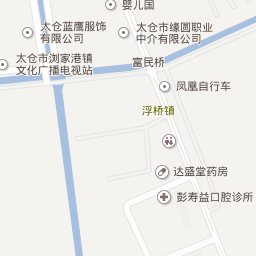 婴儿国
太仓蓝鹰服饰
有限公司
太仓市缘圆职业
中介有限公司
太仓市浏家港镇
文化广播电视站
富民桥
凤凰自行车
浮桥镇
达盛堂药房
彭寿益口腔诊所